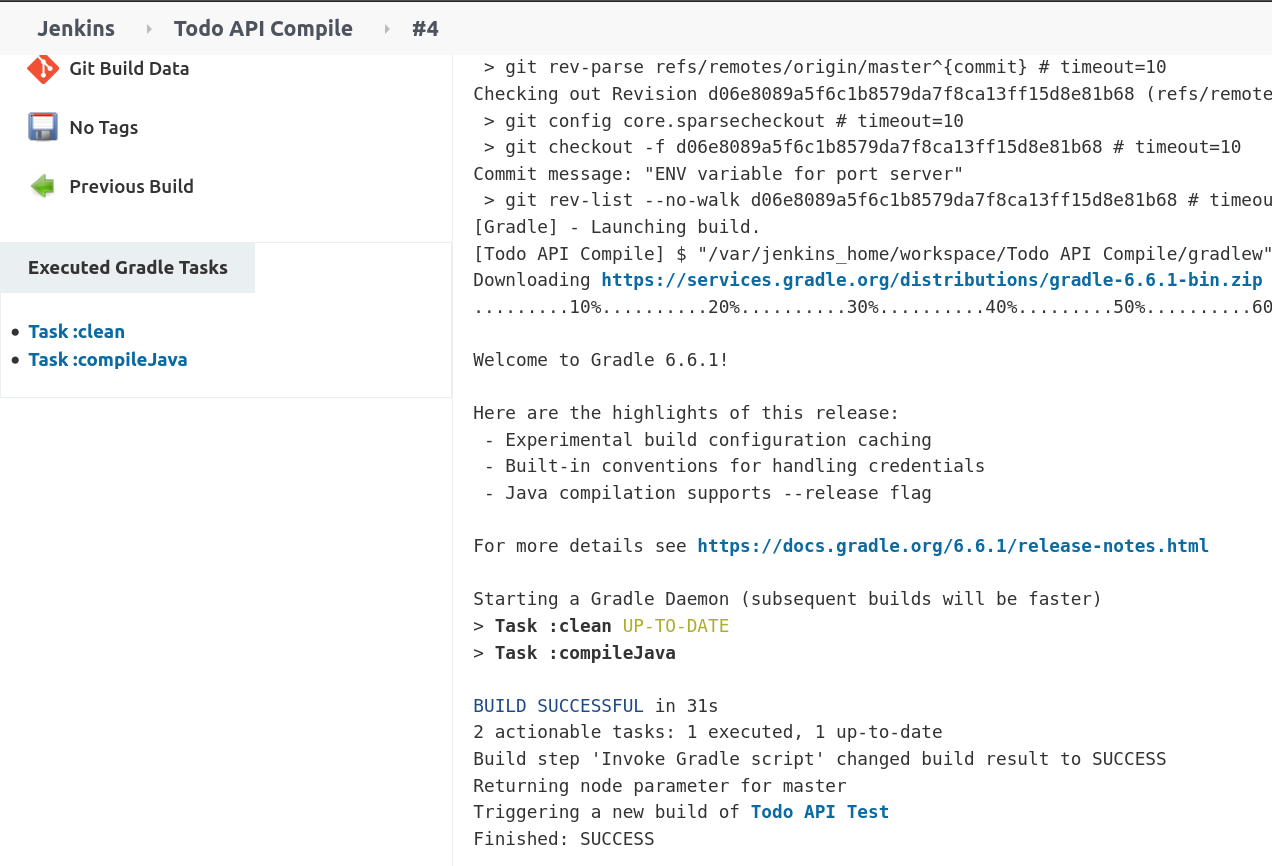 Jenkins Todo API Compile #4
Git Build Data
No Tags
Previous Build
Executed Gradle Tasks
Task :clean
Task :compileJava
> git rev-parse refs/remotes/origin/master^{commit} # timeout=10
Checking out Revision d06e8089a5f6c1b8579da7f8ca13ff15d8e81b68 (refs/remote
> git config core.sparsecheckout # timeout=10
> git checkout -f d06e8089a5f6c1b8579da7f8ca13ff15d8e81b68 # timeout=10
Commit message: "ENV variable for port server"
> git rev-list --no-walk d06e8089a5f6c1b8579da7f8ca13ff15d8e81b68 # timeou
[Gradle] - Launching build.
[Todo API Compile] $ "/var/jenkins_home/workspace/Todo API Compile/gradlew"
Downloading https://services.gradle.org/distributions/gradle-6.6.1-bin.zip
.........10%..........20%..........30%..........40%.........50%..........60
Welcome to Gradle 6.6.1!
Here are the highlights of this release:
- Experimental build configuration caching
- Built-in conventions for handling credentials
- Java compilation supports --release flag
For more details see https://docs.gradle.org/6.6.1/release-notes.html
Starting a Gradle Daemon (subsequent builds will be faster)
> Task :clean UP-TO-DATE
> Task :compileJava
BUILD SUCCESSFUL in 31s
2 actionable tasks: 1 executed, 1 up-to-date
Build step 'Invoke Gradle script' changed build result to SUCCESS
Returning node parameter for master
Triggering a new build of Todo API Test
Finished: SUCCESS